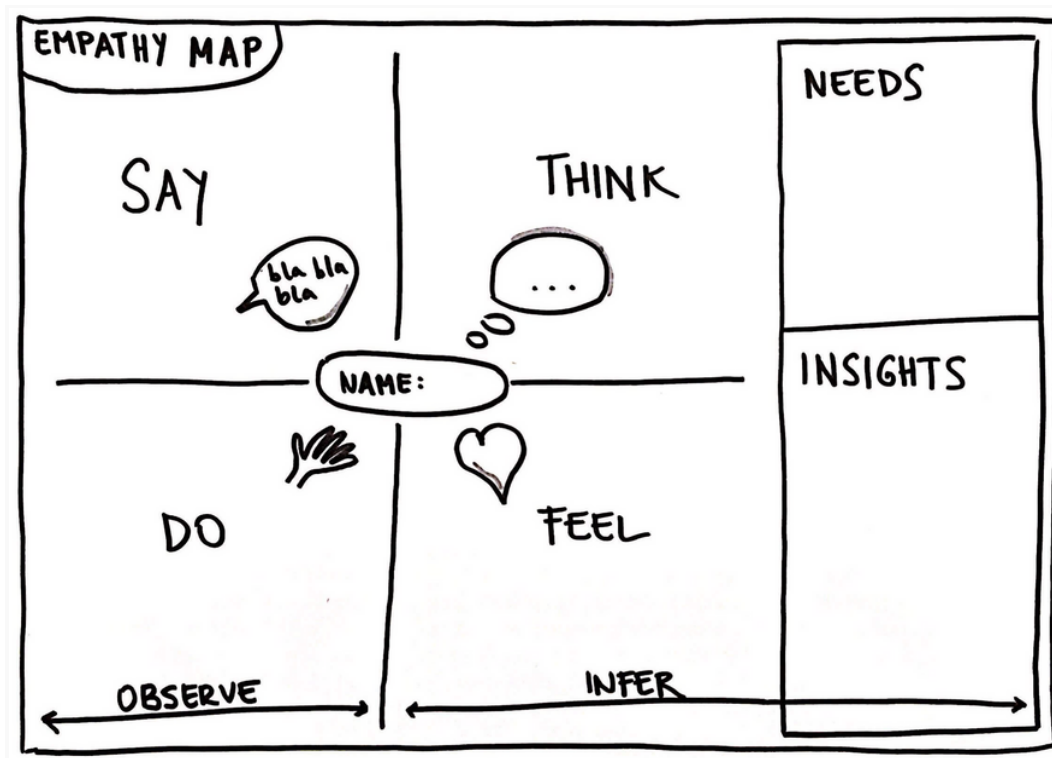 EMPATHY MAP
SAY
bla bla
bla
THINK
...
NEEDS
NAME:
INSIGHTS
DO
FEEL
OBSERVE
INFER